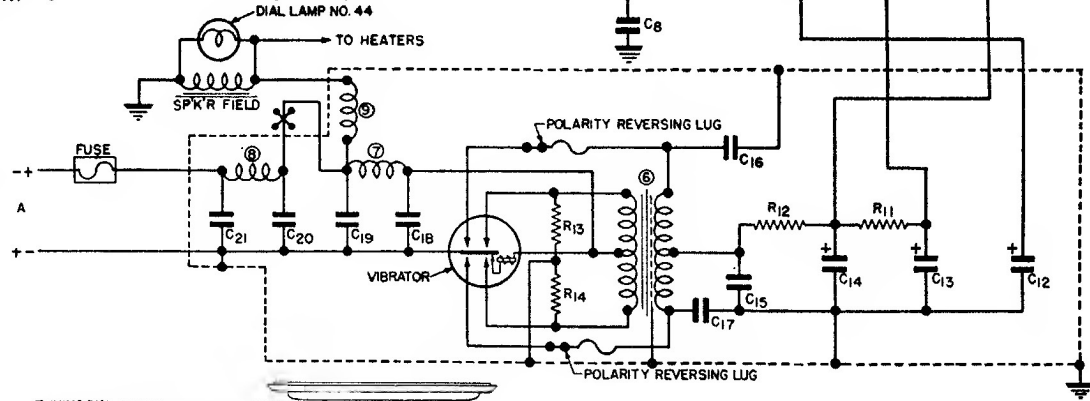 DIAL LAMP NO. 44
C8
TO HEATERS
SP'K'R FIELD
9
POLARITY REVERSING LUG
FUSE
8
7
C16
-+
6
A
R12
R11
R13
C21
C20
C19
C18
+-
+
+
+
VIBRATOR
R14
C15
C14
C13
C12
C17
POLARITY REVERSING LUG